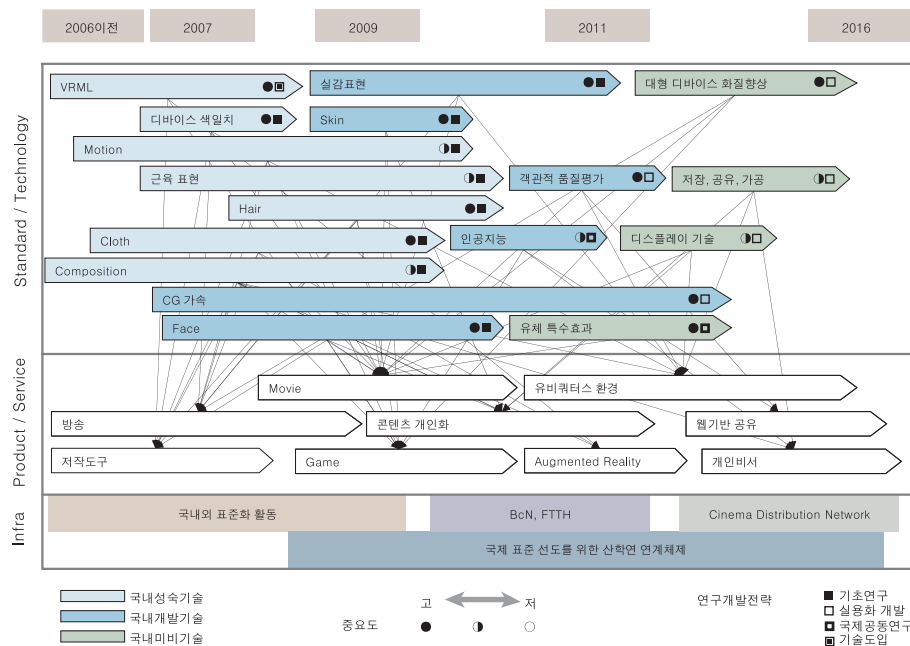 2006이전
2007
2009
2011
2016
Standard / Technology
VRML
실감표현
대형 디바이스 화질향상
디바이스 색일치
Skin
Motion
근육 표현
객관적 품질평가
저장, 공유, 가공
Hair
Cloth
인공지능
디스플레이 기술
Composition
CG 가속
Face
유체 특수효과
Product / Service
Movie
유비쿼터스 환경
방송
콘텐츠 개인화
웹기반 공유
저작도구
Game
Augmented Reality
개인비서
Infra
국내외 표준화 활동
BcN, FTTH
Cinema Distribution Network
국제 표준 선도를 위한 산학연 연계체제
국내성숙기술
국내개발기술
국내미비기술
고
저
중요도
연구개발전략
기초연구
실용화 개발
국제공동연구
기술도입